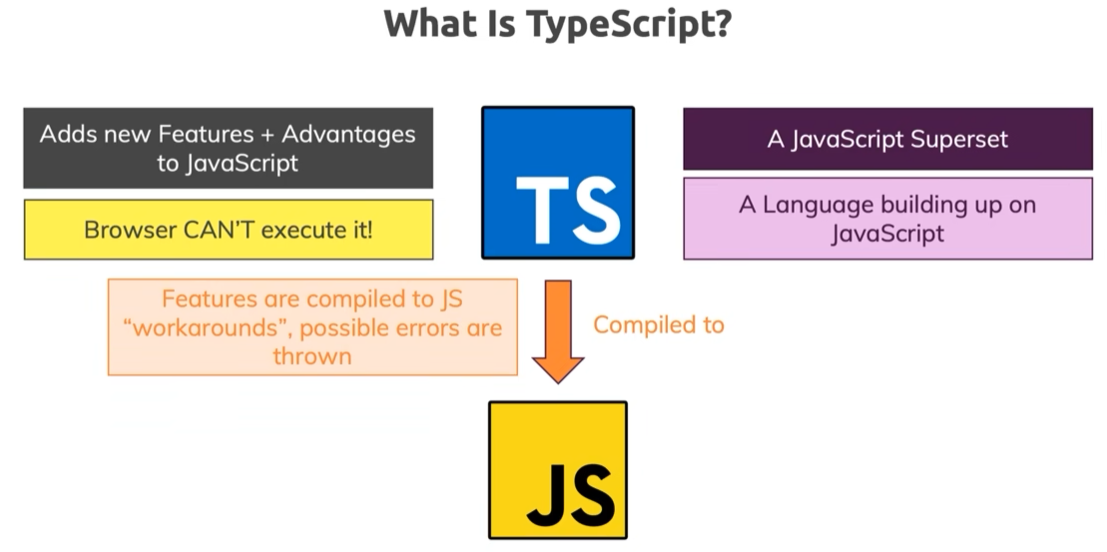 What Is TypeScript?
Adds new Features + Advantages
to JavaScript
Browser CAN'T execute it!
TS
A JavaScript Superset
A Language building up on
JavaScript
Features are compiled to JS
“workarounds”, possible errors are
thrown
Compiled to
JS